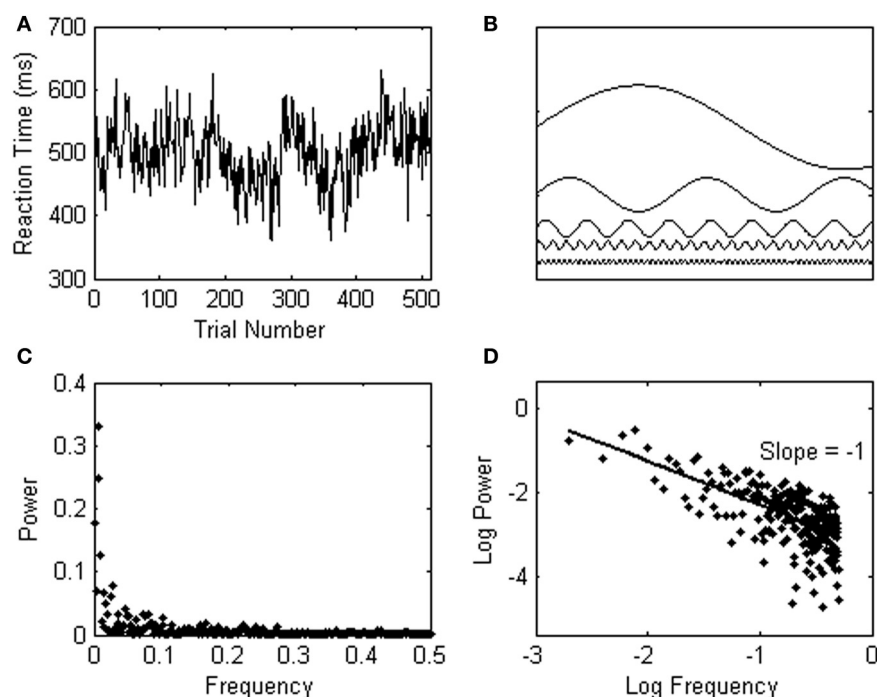 A
Reaction Time (ms)
700
600
500
400
300
0 100 200 300 400 500
Trial Number
B
C
Power
0.4
0.3
0.2
0.1
0
0 0.1 0.2 0.3 0.4 0.5
Frequency
D
Log Power
0
-2
-4
Slope = -1
-3 -2 -1 0
Log Frequency